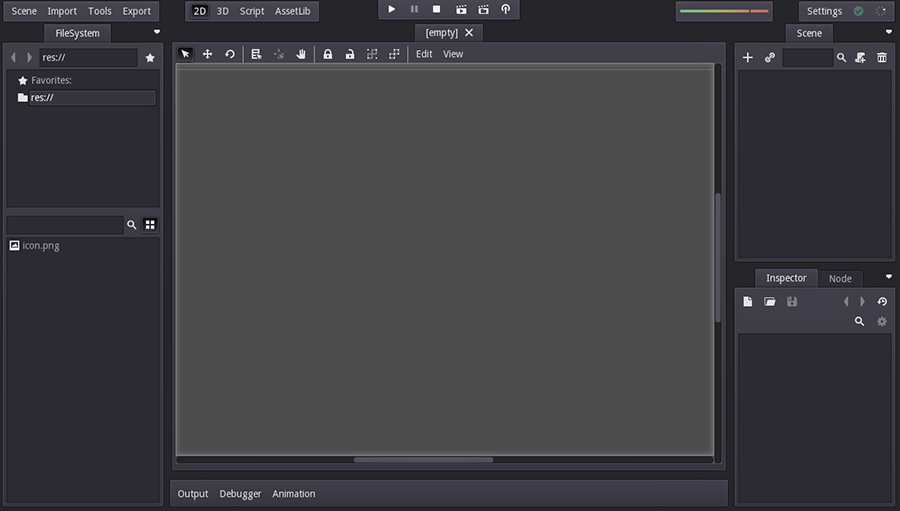 Scene Import Tools Export 2D 3D Script AssetLib Settings
FileSystem [empty] Scene
res:// Edit View
Favorites:
res://
icon.png
Inspector Node
Output Debugger Animation